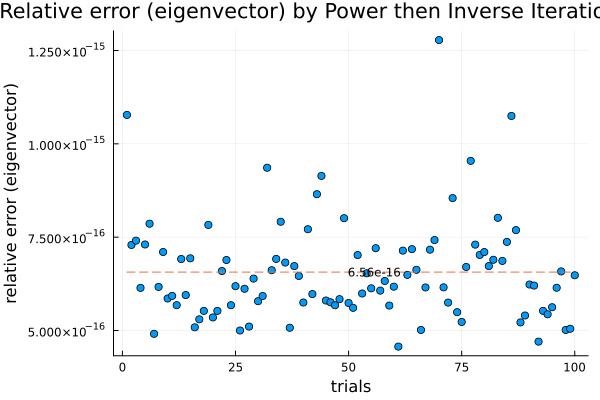 Relative error (eigenvector) by Power then Inverse Iteratio
relative error (eigenvector)
1.250×10⁻¹⁵
1.000×10⁻¹⁵
7.500×10⁻¹⁶
5.000×10⁻¹⁶
6.56e-16
0 25 50 75 100
trials